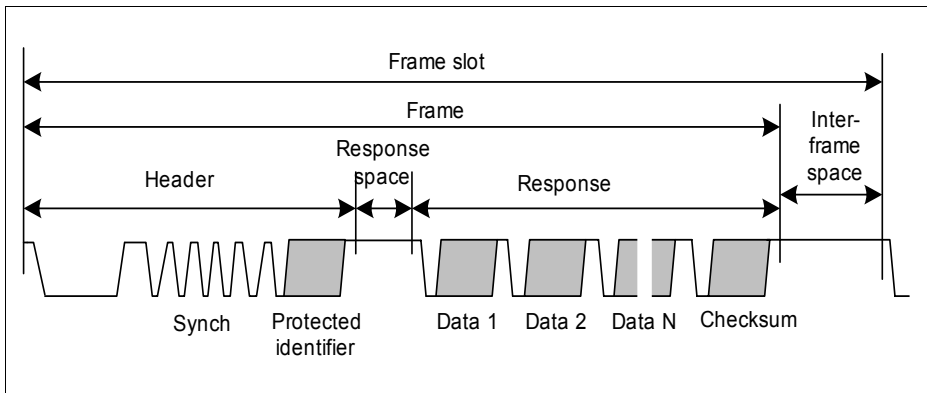 Frame slot
Frame
Inter-
frame
space
Response
space
Header
Response
Synch
Protected
identifier
Data 1
Data 2
Data N
Checksum